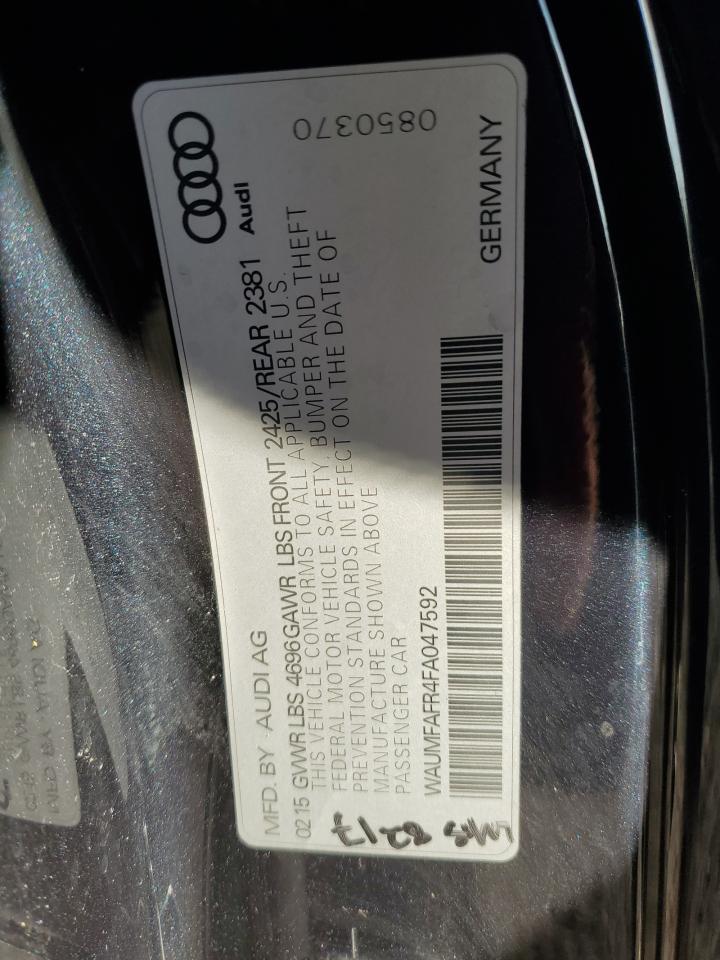 MFD. BY AUDI AG
Audi
02.15 GVWR LBS 4696 GAWR LBS FRONT 2425/REAR 2381
THIS VEHICLE CONFORMS TO ALL APPLICABLE U.S.
FEDERAL MOTOR VEHICLE SAFETY, BUMPER AND THEFT
PREVENTION STANDARDS IN EFFECT ON THE DATE OF
MANUFACTURE SHOWN ABOVE
PASSENGER CAR
0850370
WAUMFAFR4FA047592
GERMANY